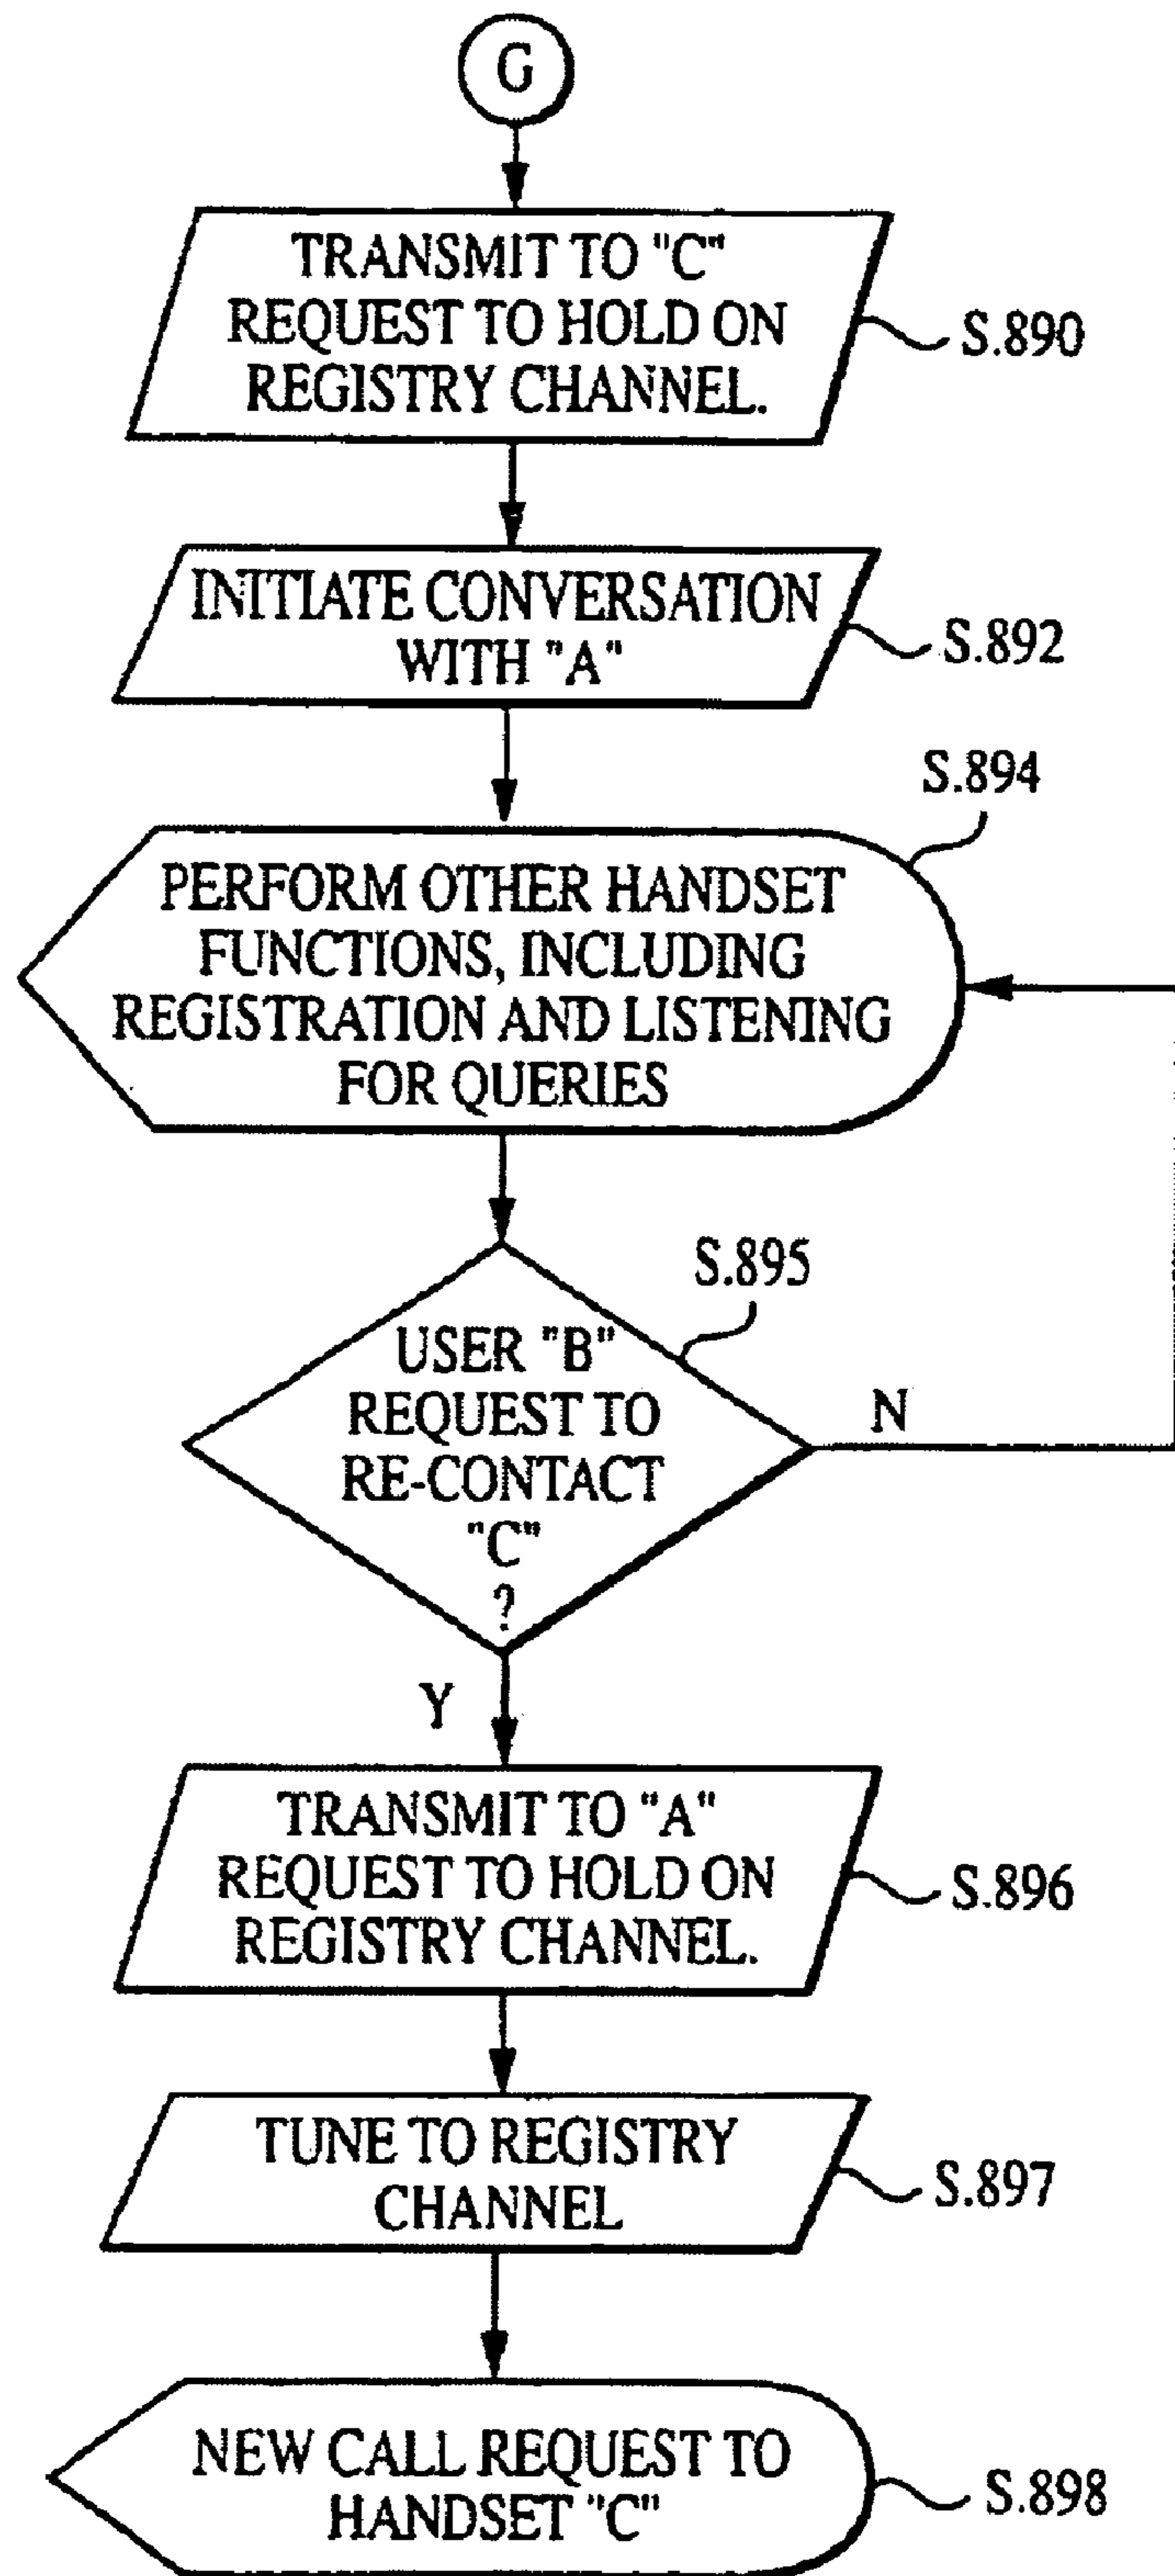 G
TRANSMIT TO "C"
REQUEST TO HOLD ON
REGISTRY CHANNEL.
S.890
INITIATE CONVERSATION
WITH "A"
S.892
S.894
PERFORM OTHER HANDSET
FUNCTIONS, INCLUDING
REGISTRATION AND LISTENING
FOR QUERIES
S.895
USER "B"
REQUEST TO
RE-CONTACT
"C"
?
N
Y
TRANSMIT TO "A"
REQUEST TO HOLD ON
REGISTRY CHANNEL.
S.896
TUNE TO REGISTRY
CHANNEL
S.897
NEW CALL REQUEST TO
HANDSET "C"
S.898